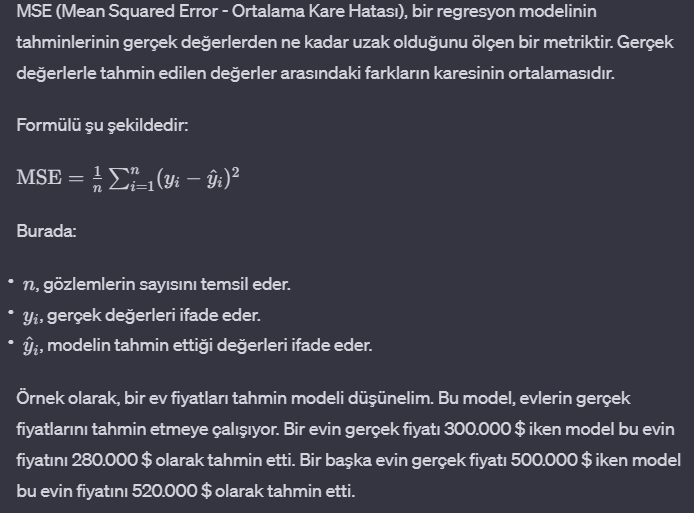 MSE (Mean Squared Error - Ortalama Kare Hatası), bir regresyon modelinin
tahminlerinin gerçek değerlerden ne kadar uzak olduğunu ölçen bir metriktir. Gerçek
değerlerle tahmin edilen değerler arasındaki farkların karesinin ortalamasıdır.
Formülü şu şekildedir:
MSE = \frac{1}{n} \sum_{i=1}^{n} (y_i − ŷ_i)^2
Burada:
• n, gözlemlerin sayısını temsil eder.
• y_i, gerçek değerleri ifade eder.
• ŷ_i, modelin tahmin ettiği değerleri ifade eder.
Örnek olarak, bir ev fiyatları tahmin modeli düşünelim. Bu model, evlerin gerçek
fiyatlarını tahmin etmeye çalışıyor. Bir evin gerçek fiyatı 300.000 $ iken model bu evin
fiyatını 280.000 $ olarak tahmin etti. Bir başka evin gerçek fiyatı 500.000 $ iken model
bu evin fiyatını 520.000 $ olarak tahmin etti.